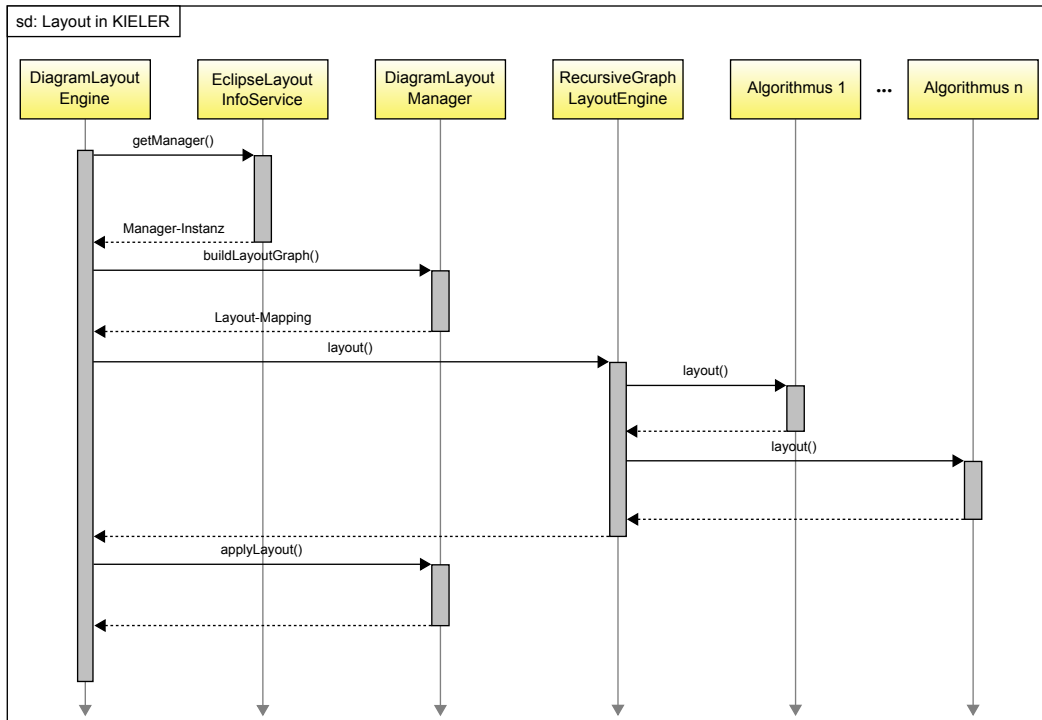 sd: Layout in KIELER
DiagramLayout
Engine
EclipseLayout
InfoService
DiagramLayout
Manager
RecursiveGraph
LayoutEngine
Algorithmus 1
...
Algorithmus n
getManager()
Manager-Instanz
buildLayoutGraph()
Layout-Mapping
layout()
layout()
layout()
applyLayout()